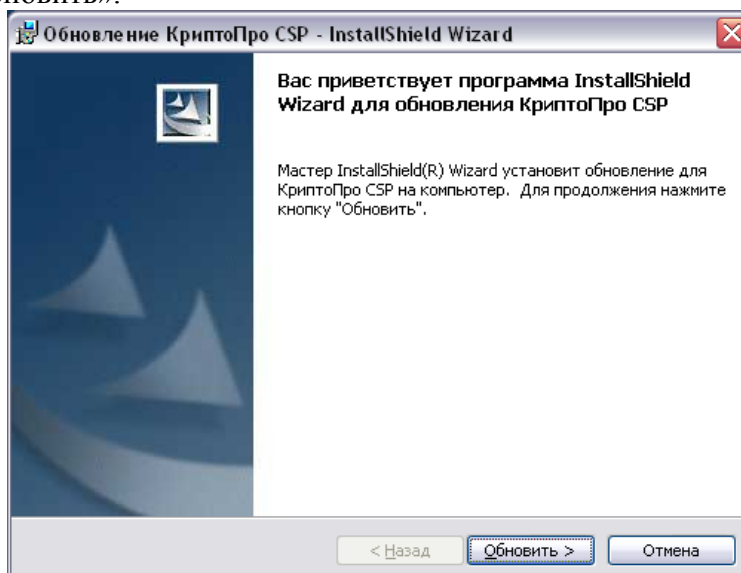 Обновление КриптоПро CSP - InstallShield Wizard
Вас приветствует программа InstallShield
Wizard для обновления КриптоПро CSP
Мастер InstallShield(R) Wizard установит обновление для
КриптоПро CSP на компьютер. Для продолжения нажмите
кнопку "Обновить".
< Назад
Обновить >
Отмена